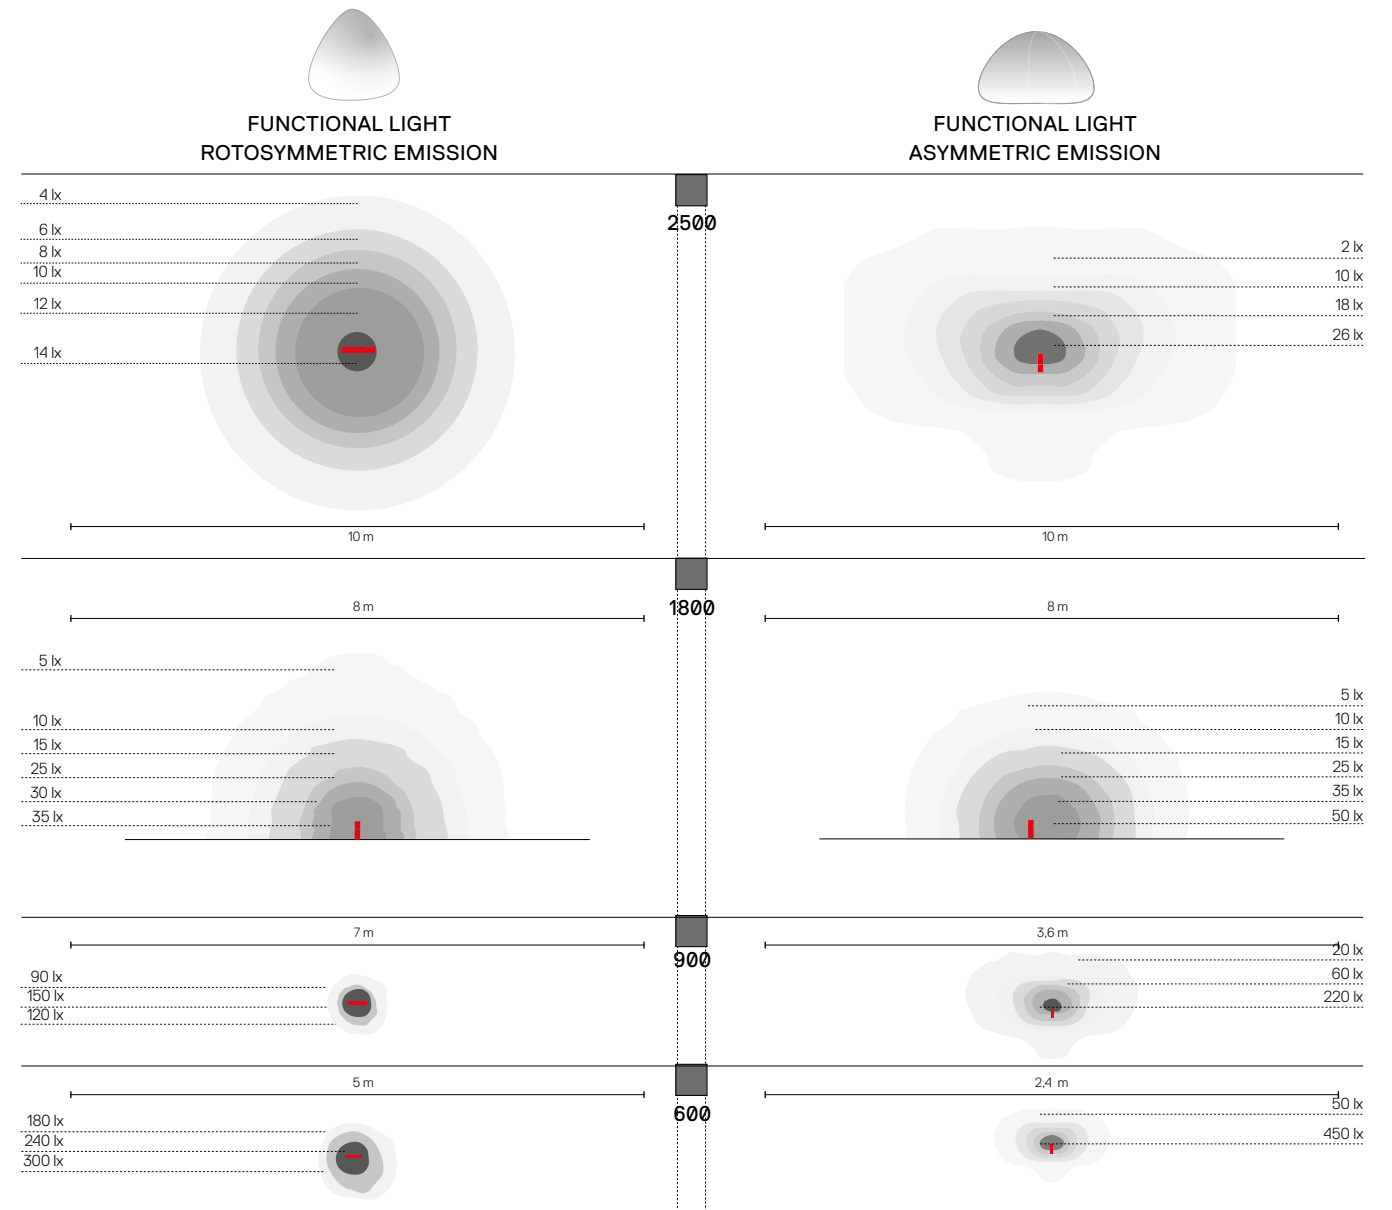 FUNCTIONAL LIGHT
ROTOSYMMETRIC EMISSION
FUNCTIONAL LIGHT
ASYMMETRIC EMISSION
4 lx
6 lx
8 lx
10 lx
12 lx
14 lx
10 m
2500
2 lx
10 lx
18 lx
26 lx
10 m
8 m
5 lx
10 lx
15 lx
25 lx
30 lx
35 lx
1800
8 m
5 lx
10 lx
15 lx
25 lx
35 lx
50 lx
7 m
90 lx
150 lx
120 lx
900
3,6 m
20 lx
60 lx
220 lx
5 m
180 lx
240 lx
300 lx
600
2,4 m
50 lx
450 lx